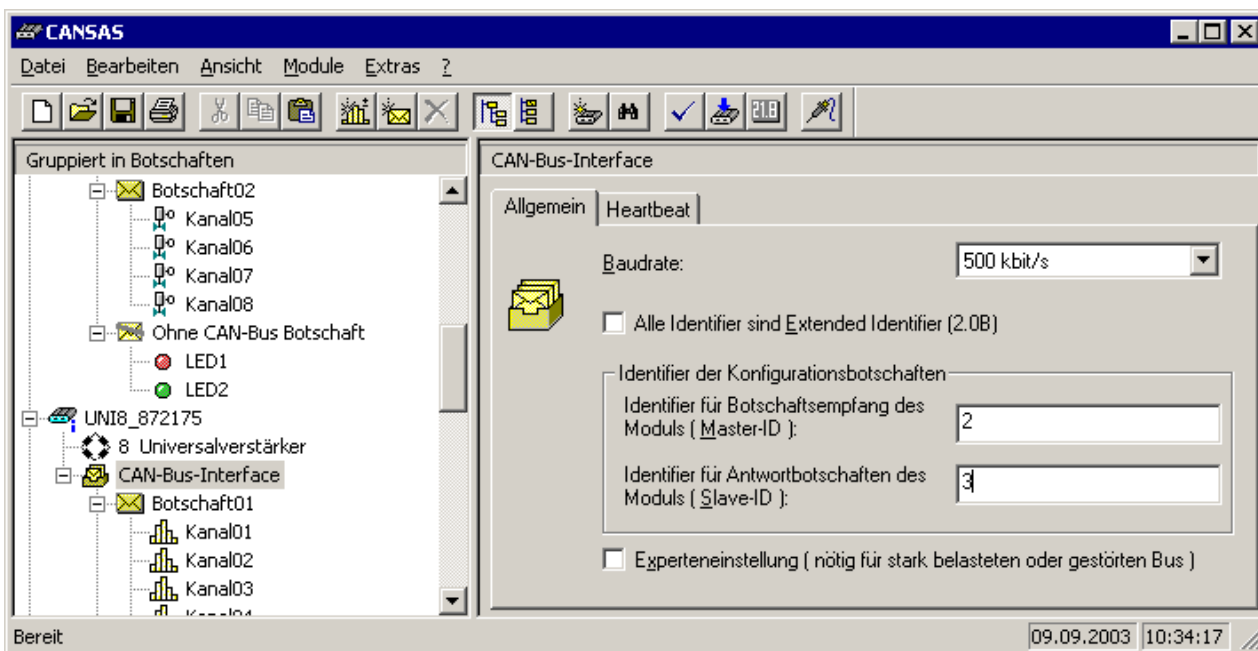 CANSAS
Datei Bearbeiten Ansicht Module Extras ?
Gruppiert in Botschaften
Botschaft02
Kanal05
Kanal06
Kanal07
Kanal08
Ohne CAN-Bus Botschaft
LED1
LED2
UNI8_872175
8 Universalverstärker
CAN-Bus-Interface
Botschaft01
Kanal01
Kanal02
Kanal03
CAN-Bus-Interface
Allgemein Heartbeat
Baudrate: 500 kbit/s
Alle Identifier sind Extended Identifier (2.0B)
Identifier der Konfigurationsbotschaften
Identifier für Botschaftsempfang des
Moduls ( Master-ID ): 2
Identifier für Antwortbotschaften des
Moduls ( Slave-ID ): 3
Experteneinstellung ( nötig für stark belasteten oder gestörten Bus )
Bereit 09.09.2003 10:34:17